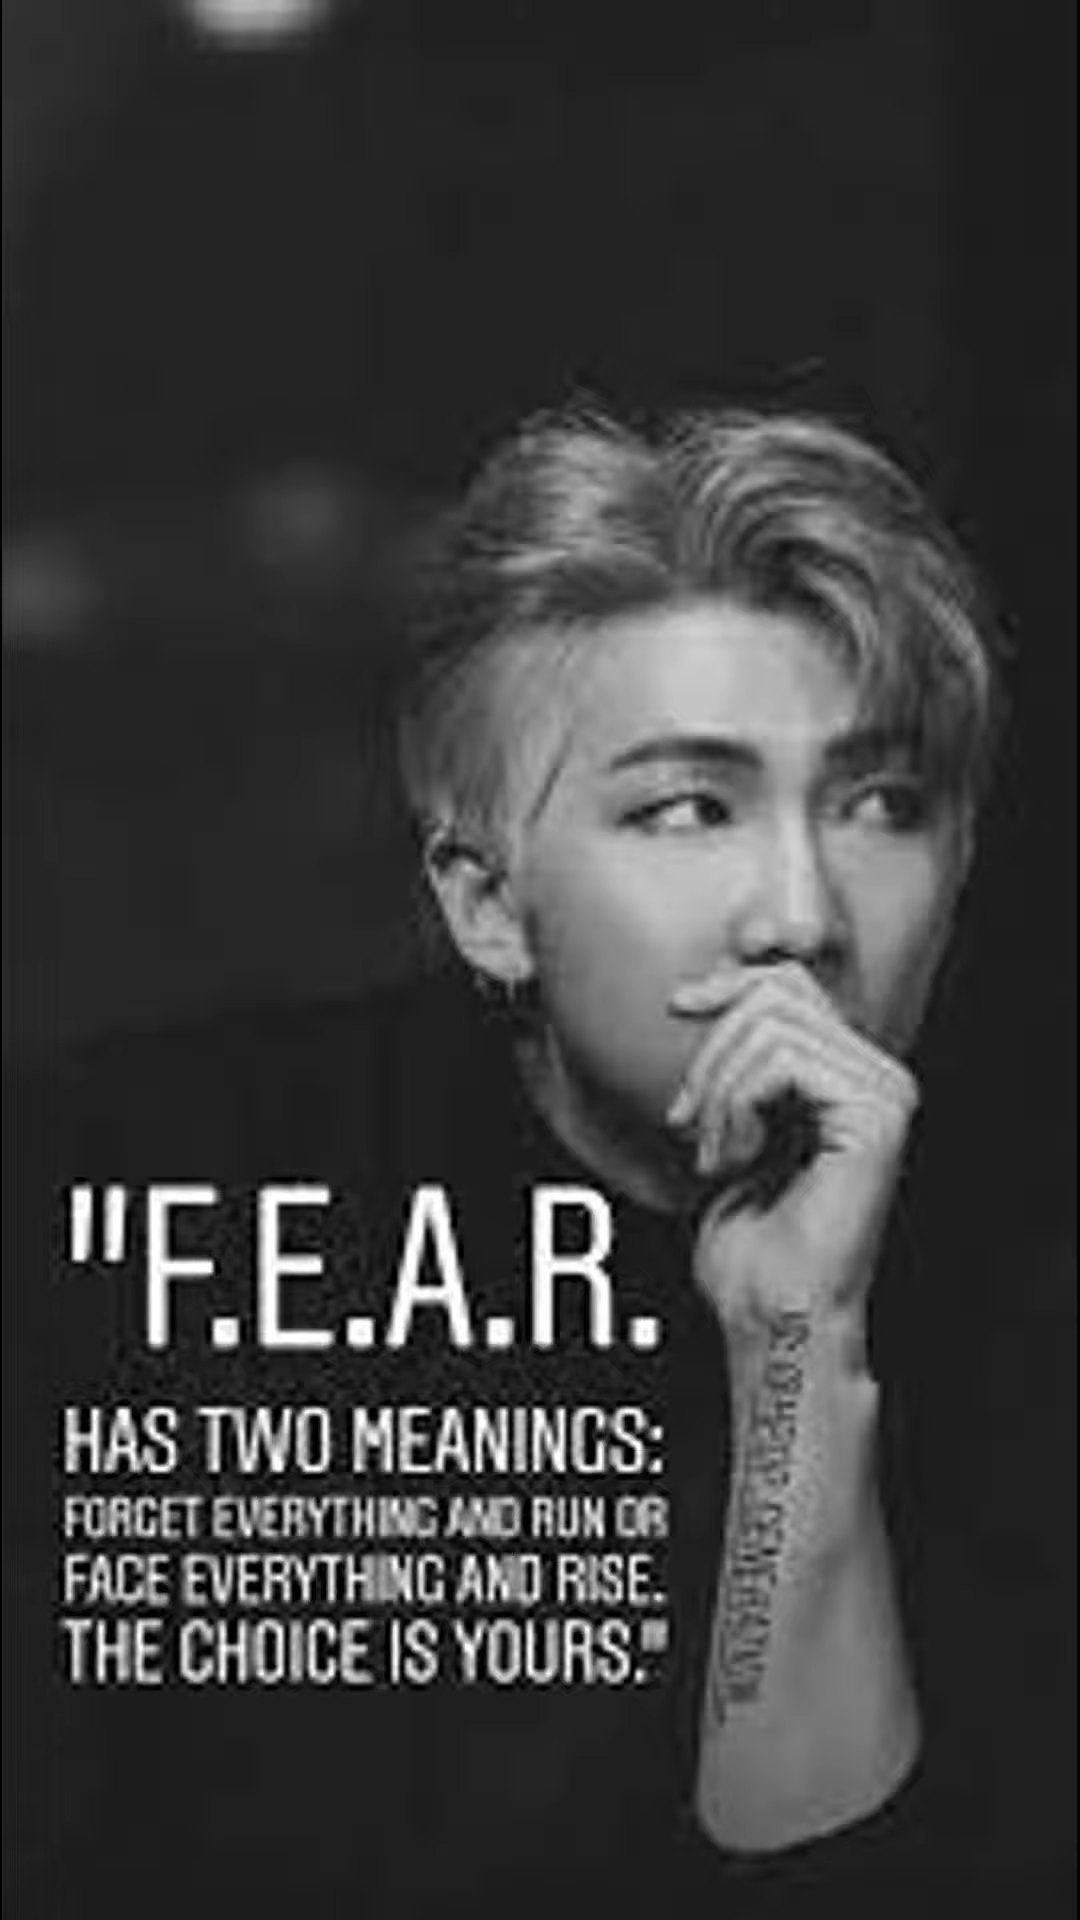 "F.E.A.R.
HAS TWO MEANINGS:
FORGET EVERYTHING AND RUN OR
FACE EVERYTHING AND RISE.
THE CHOICE IS YOURS."